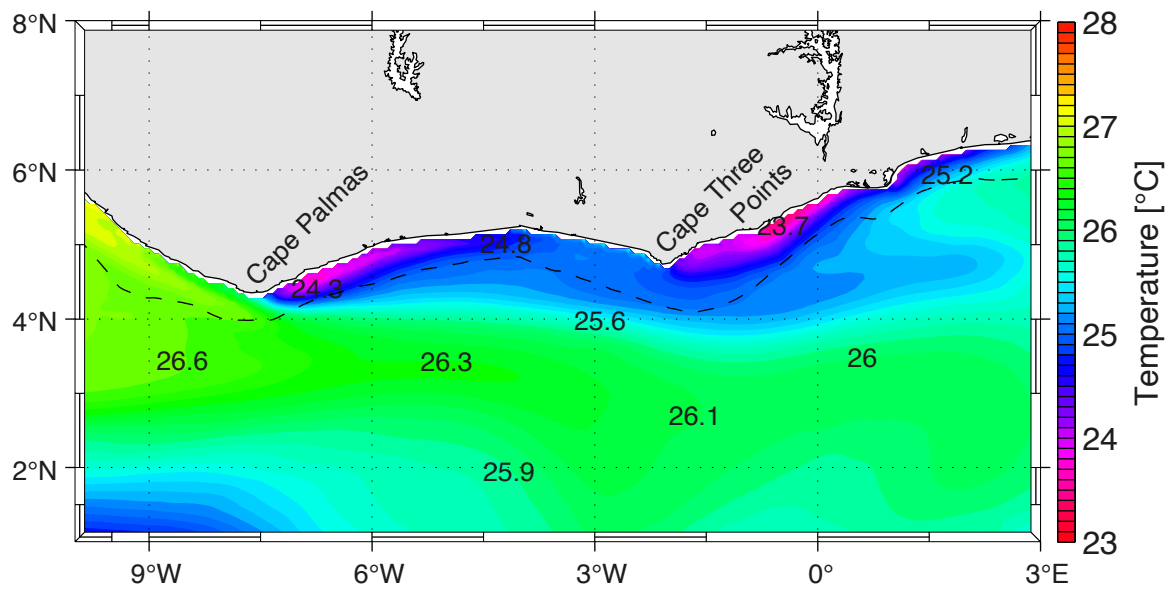 8°N
6°N
4°N
2°N
9°W
6°W
3°W
0°
3°E
Cape Palmas
Cape Three
Points
25.2
23.7
24.8
24.3
25.6
26.6
26.3
26
26.1
25.9
28
27
26
25
24
23
Temperature [°C]